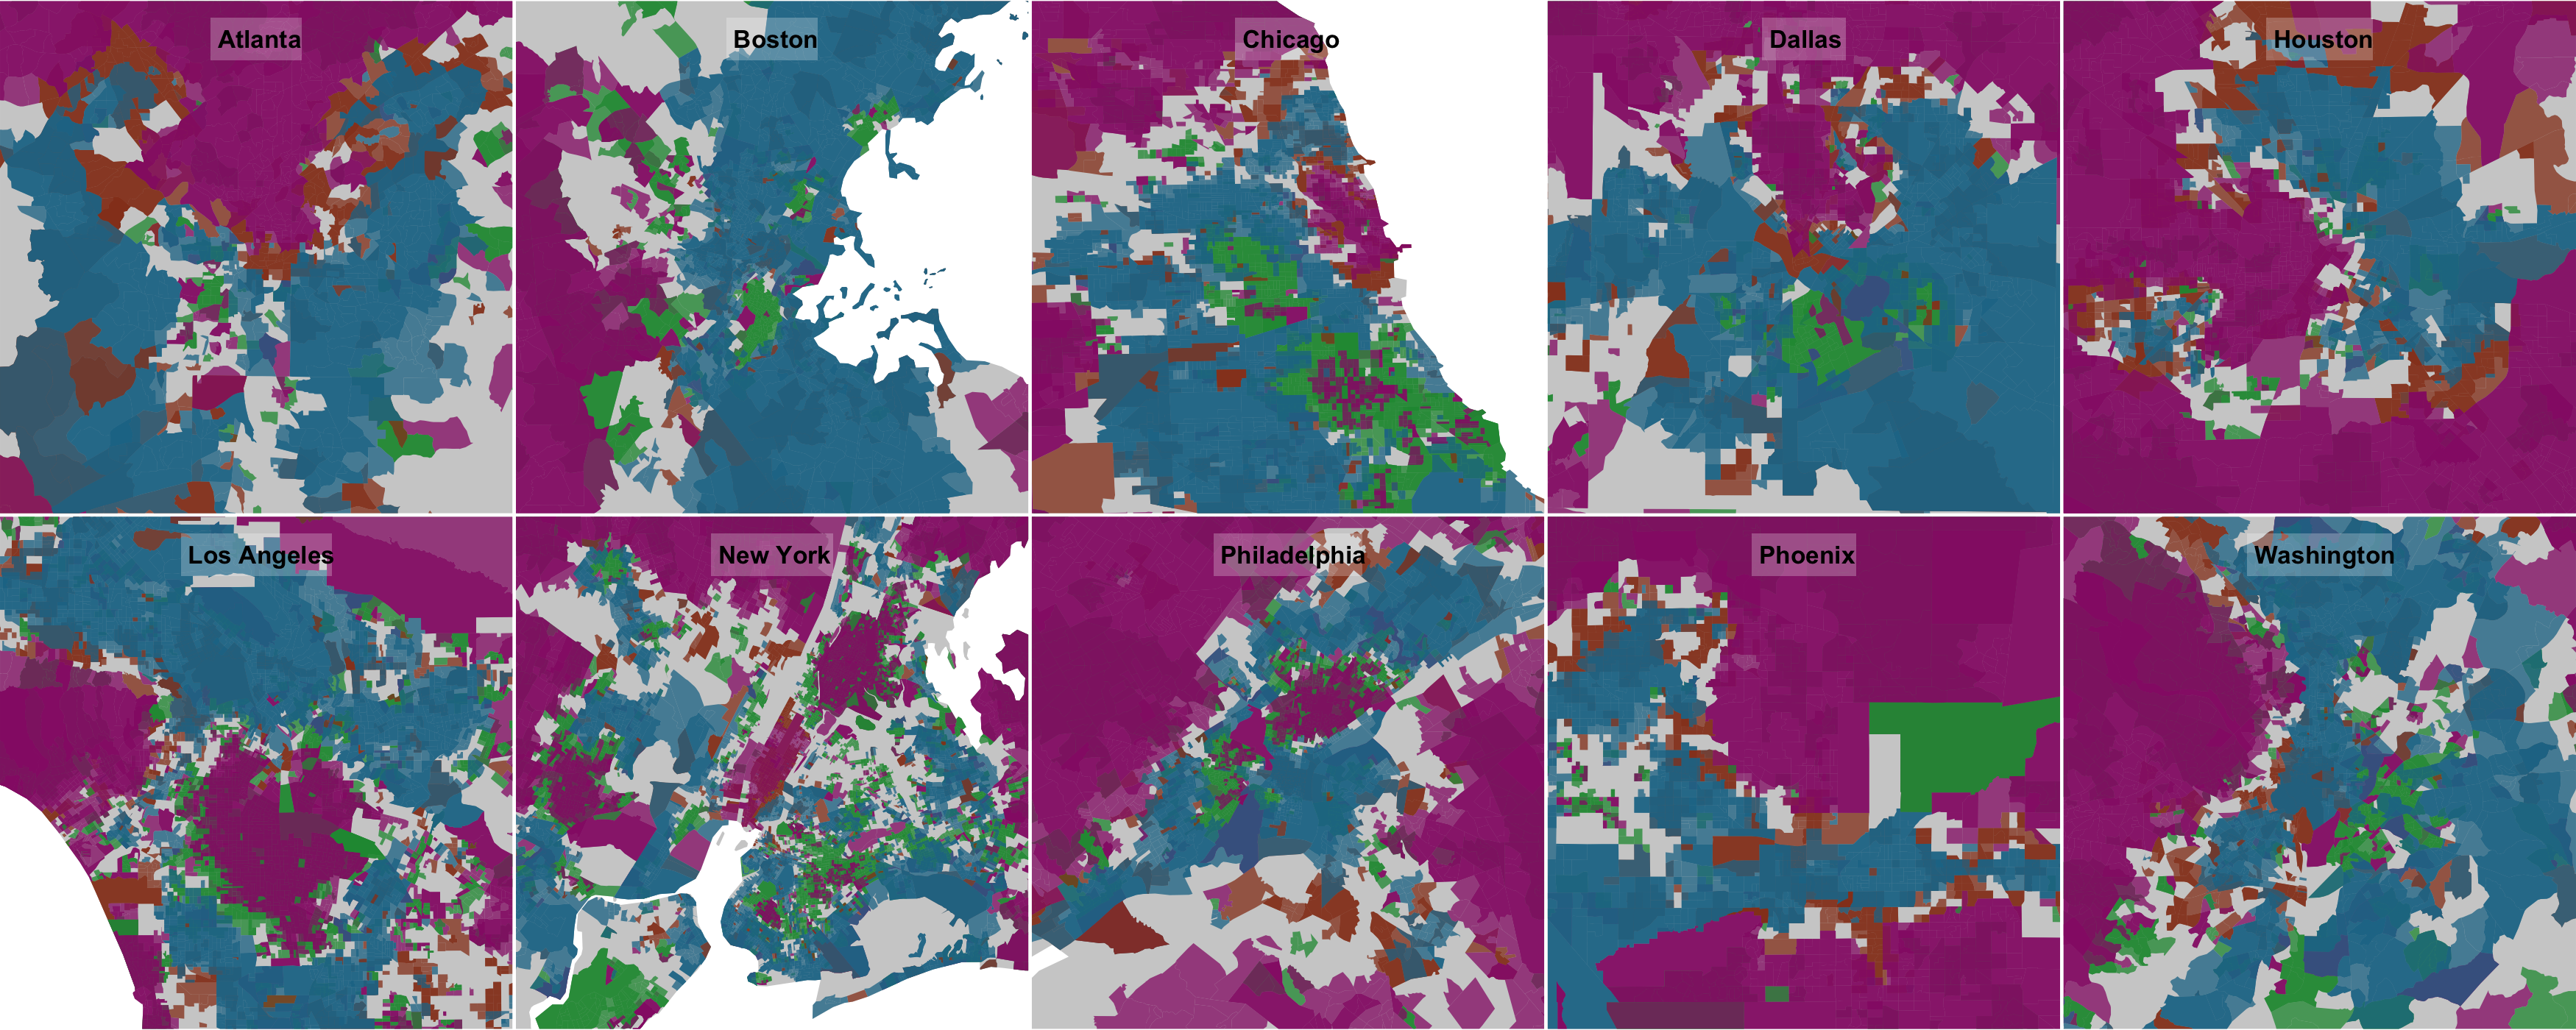 Atlanta
Boston
Chicago
Dallas
Houston
Los Angeles
New York
Philadelphia
Phoenix
Washington